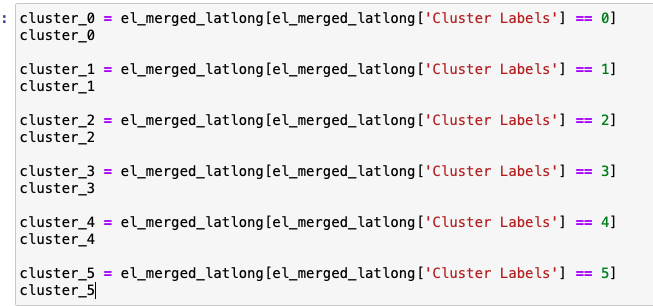 : cluster_0 = el_merged_latlong[el_merged_latlong['Cluster Labels'] == 0]
cluster_0
cluster_1 = el_merged_latlong[el_merged_latlong['Cluster Labels'] == 1]
cluster_1
cluster_2 = el_merged_latlong[el_merged_latlong['Cluster Labels'] == 2]
cluster_2
cluster_3 = el_merged_latlong[el_merged_latlong['Cluster Labels'] == 3]
cluster_3
cluster_4 = el_merged_latlong[el_merged_latlong['Cluster Labels'] == 4]
cluster_4
cluster_5 = el_merged_latlong[el_merged_latlong['Cluster Labels'] == 5]
cluster_5